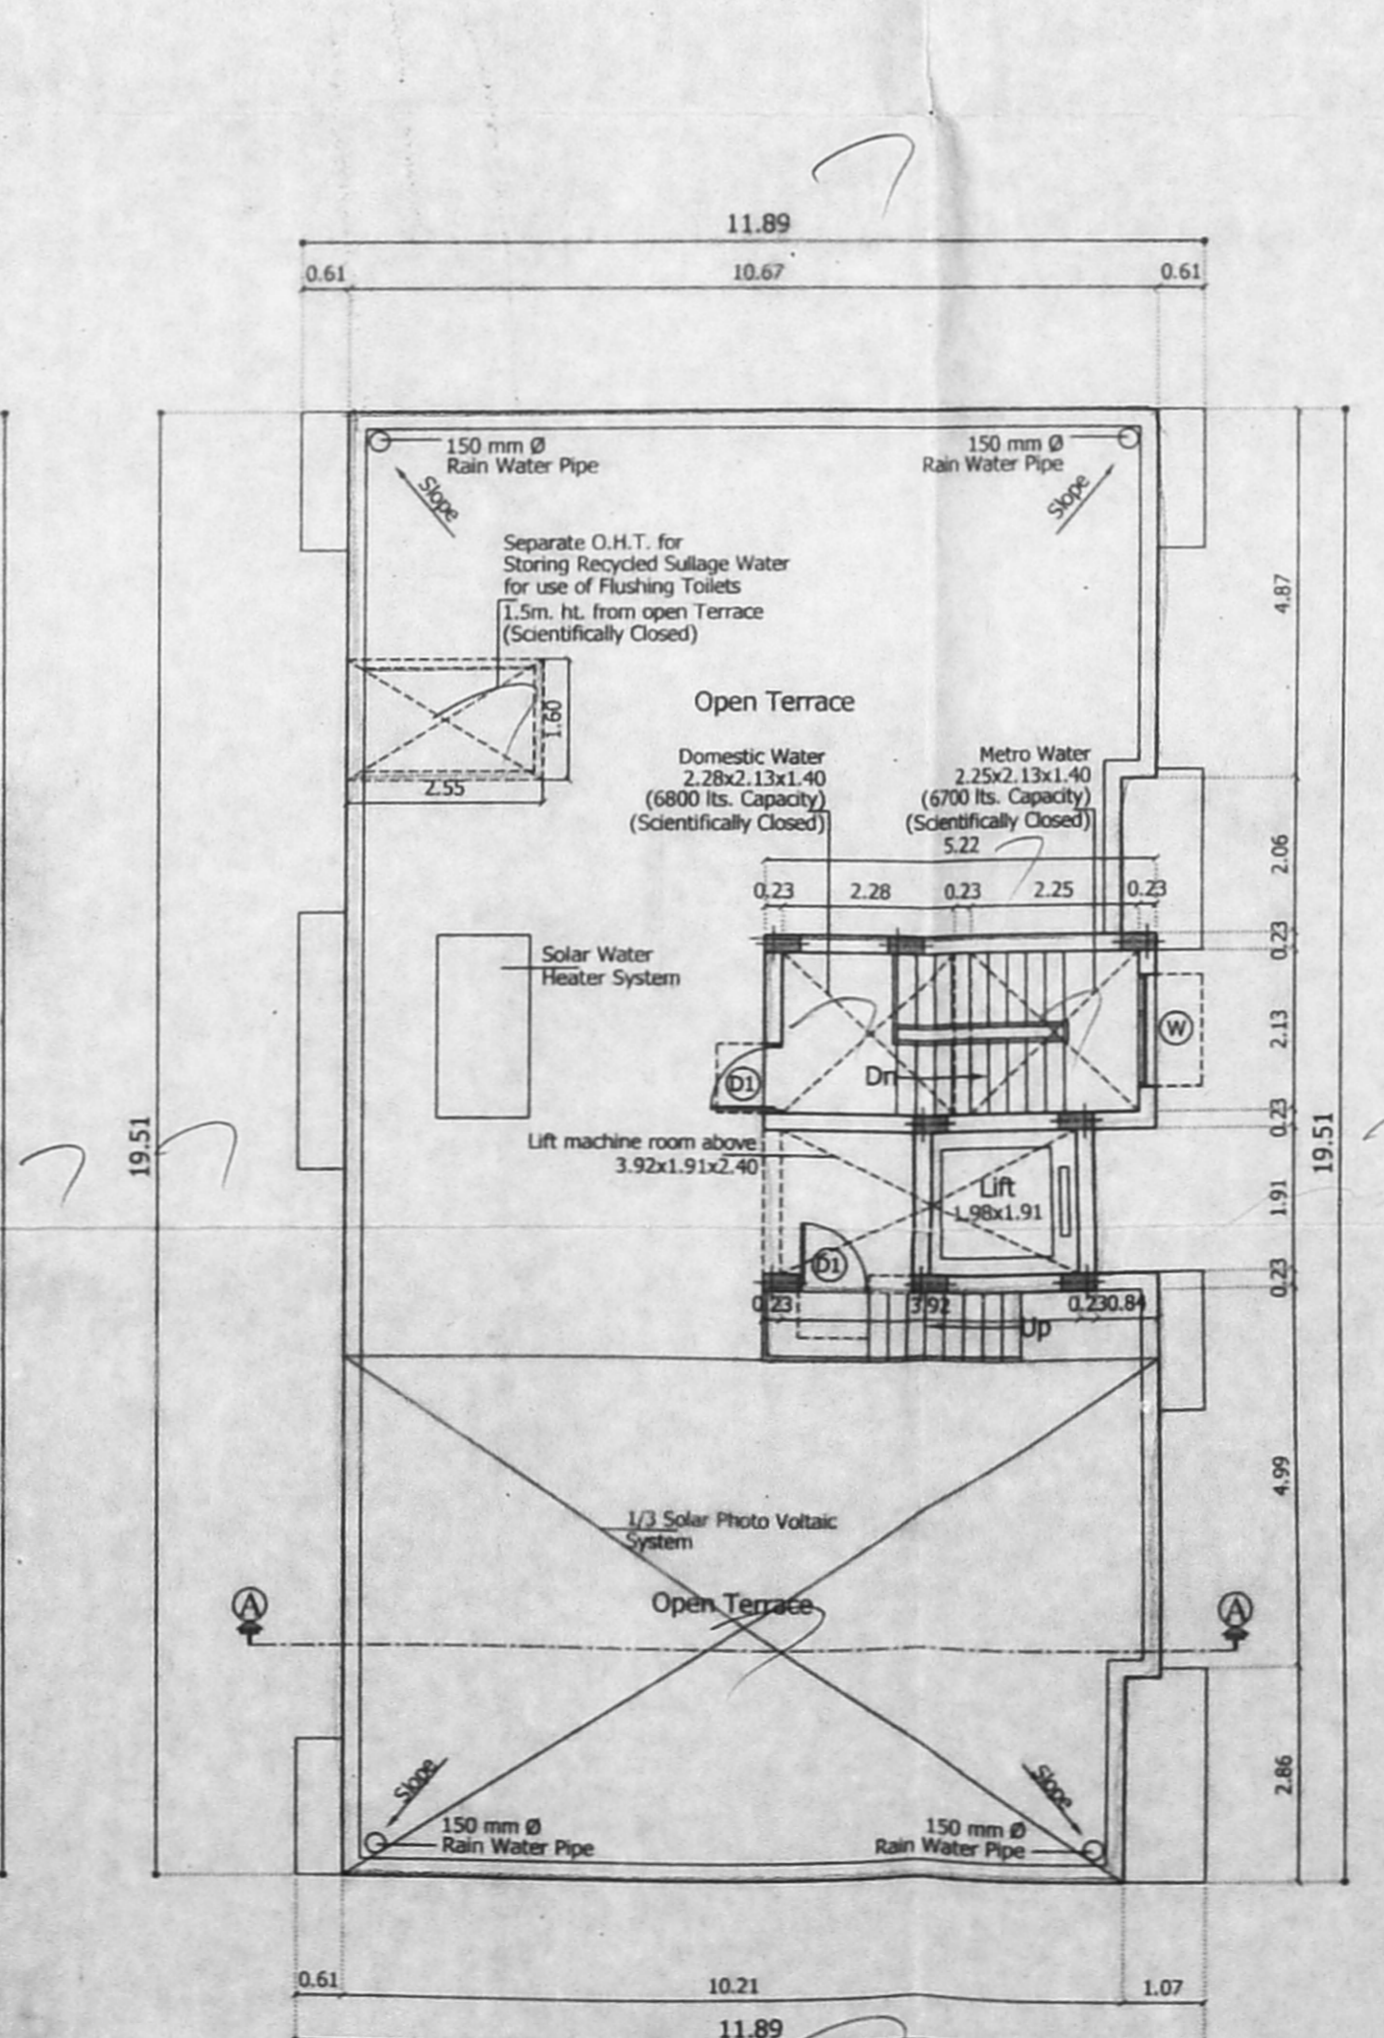 11.89
0.61 10.67 0.61
150 mm Ø
Rain Water Pipe
150 mm Ø
Rain Water Pipe
Slope
Slope
Separate O.H.T. for
Storing Recycled Sullage Water
for use of Flushing Toilets
1.5m. ht. from open Terrace
(Scientifically Closed)
4.87
1.60
2.55
Open Terrace
Domestic Water
2.28x2.13x1.40
(6800 lts. Capacity)
(Scientifically Closed)
Metro Water
2.25x2.13x1.40
(6700 lts. Capacity)
(Scientifically Closed)
5.22
0.23 2.28 0.23 2.25 0.23
2.06
0.23
2.13
0.23
1.91
0.23
Solar Water
Heater System
W
D1
Dn
19.51
19.51
Lift machine room above
3.92x1.91x2.40
Lift
1.98x1.91
D1
0.23 3.92 0.23 0.84
Up
4.99
1/3 Solar Photo Voltaic
System
Open Terrace
A
A
2.86
Slope
Slope
150 mm Ø
Rain Water Pipe
150 mm Ø
Rain Water Pipe
0.61 10.21 1.07
11.89